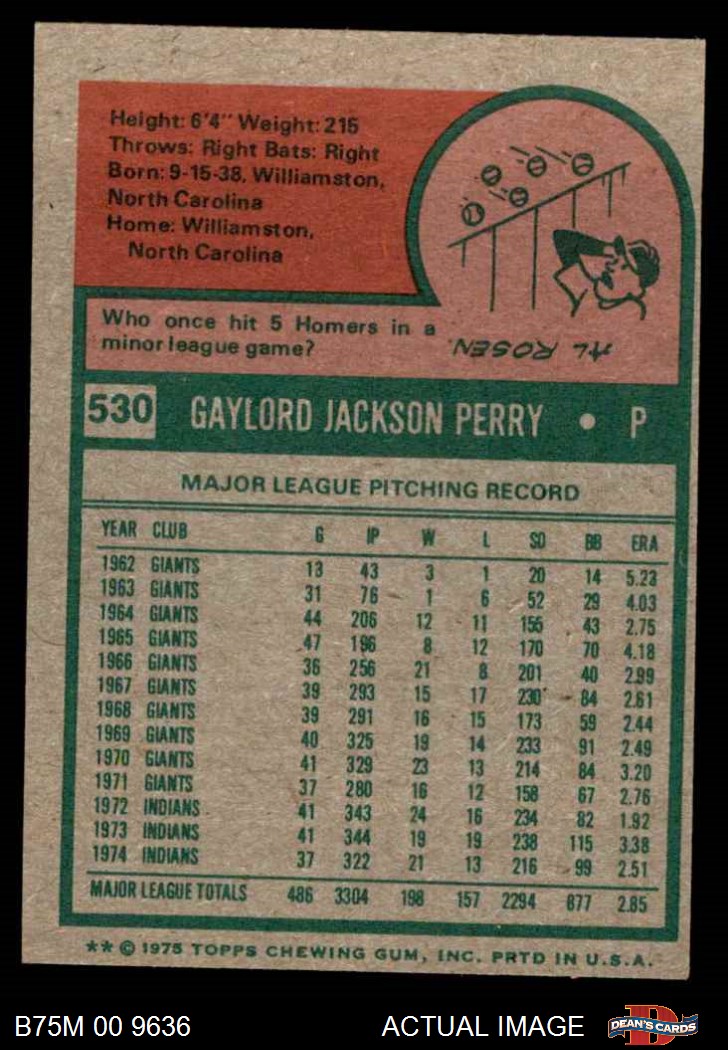 Height: 6'4" Weight: 215
Throws: Right Bats: Right
Born: 9-15-38, Williamston,
North Carolina
Home: Williamston,
North Carolina
Who once hit 5 Homers in a
minor league game?
AL ROSEN.
530 GAYLORD JACKSON PERRY • P
MAJOR LEAGUE PITCHING RECORD
YEAR CLUB G IP W L SO BB ERA
1962 GIANTS 13 43 3 1 20 14 5.23
1963 GIANTS 31 76 1 6 52 29 4.03
1964 GIANTS 44 206 12 11 155 43 2.75
1965 GIANTS 47 196 8 12 170 70 4.18
1966 GIANTS 36 256 21 8 201 40 2.99
1967 GIANTS 39 293 15 17 230 84 2.61
1968 GIANTS 39 291 16 15 173 59 2.44
1969 GIANTS 40 325 19 14 233 91 2.49
1970 GIANTS 41 329 23 13 214 84 3.20
1971 GIANTS 37 280 16 12 158 67 2.76
1972 INDIANS 41 343 24 16 234 82 1.92
1973 INDIANS 41 344 19 19 238 115 3.38
1974 INDIANS 37 322 21 13 216 99 2.51
MAJOR LEAGUE TOTALS 486 3304 198 157 2294 877 2.85
** © 1975 TOPPS CHEWING GUM, INC. PRTD IN U.S.A.
B75M 00 9636 ACTUAL IMAGE DEAN'S CARDS